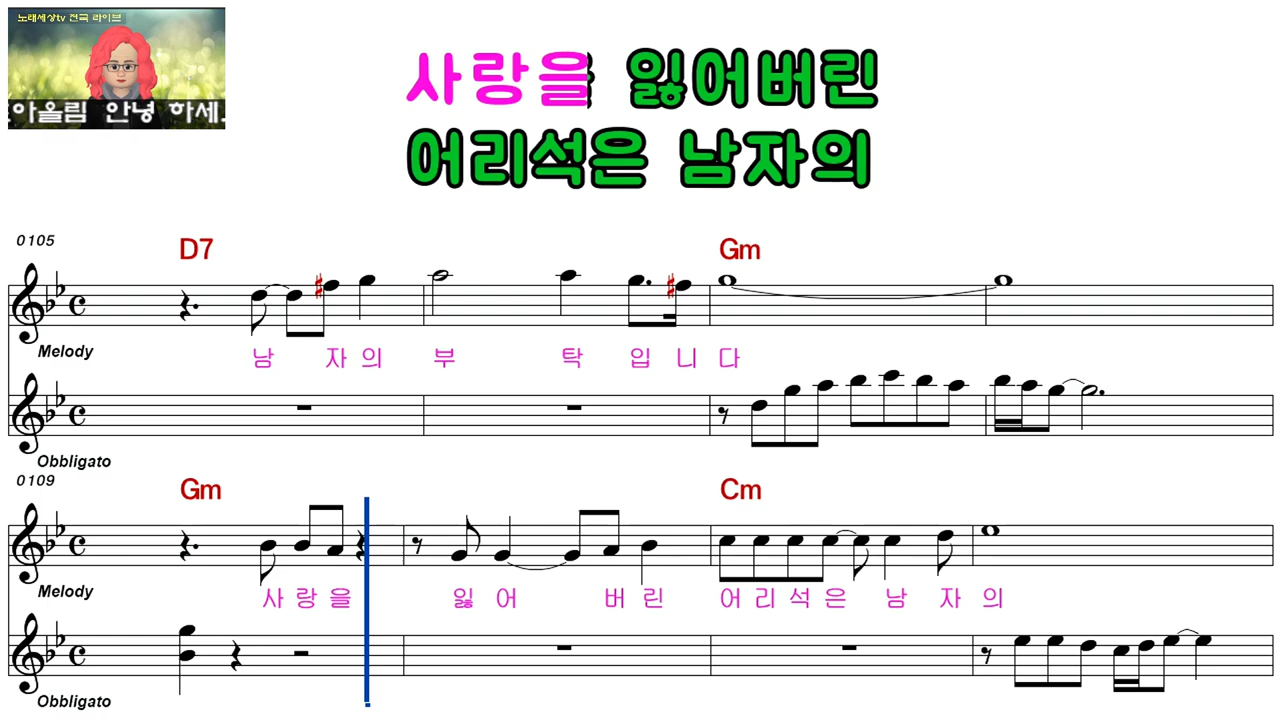 노래세상tv 전국 라이브
아올림 안녕 하세
사랑을 잃어버린
어리석은 남자의
0105
D7 Gm
Melody
남 자의 부 탁 입 니 다
Obbligato
0109
Gm Cm
Melody
사랑을 잃 어 버 린 어리석은 남 자 의
Obbligato